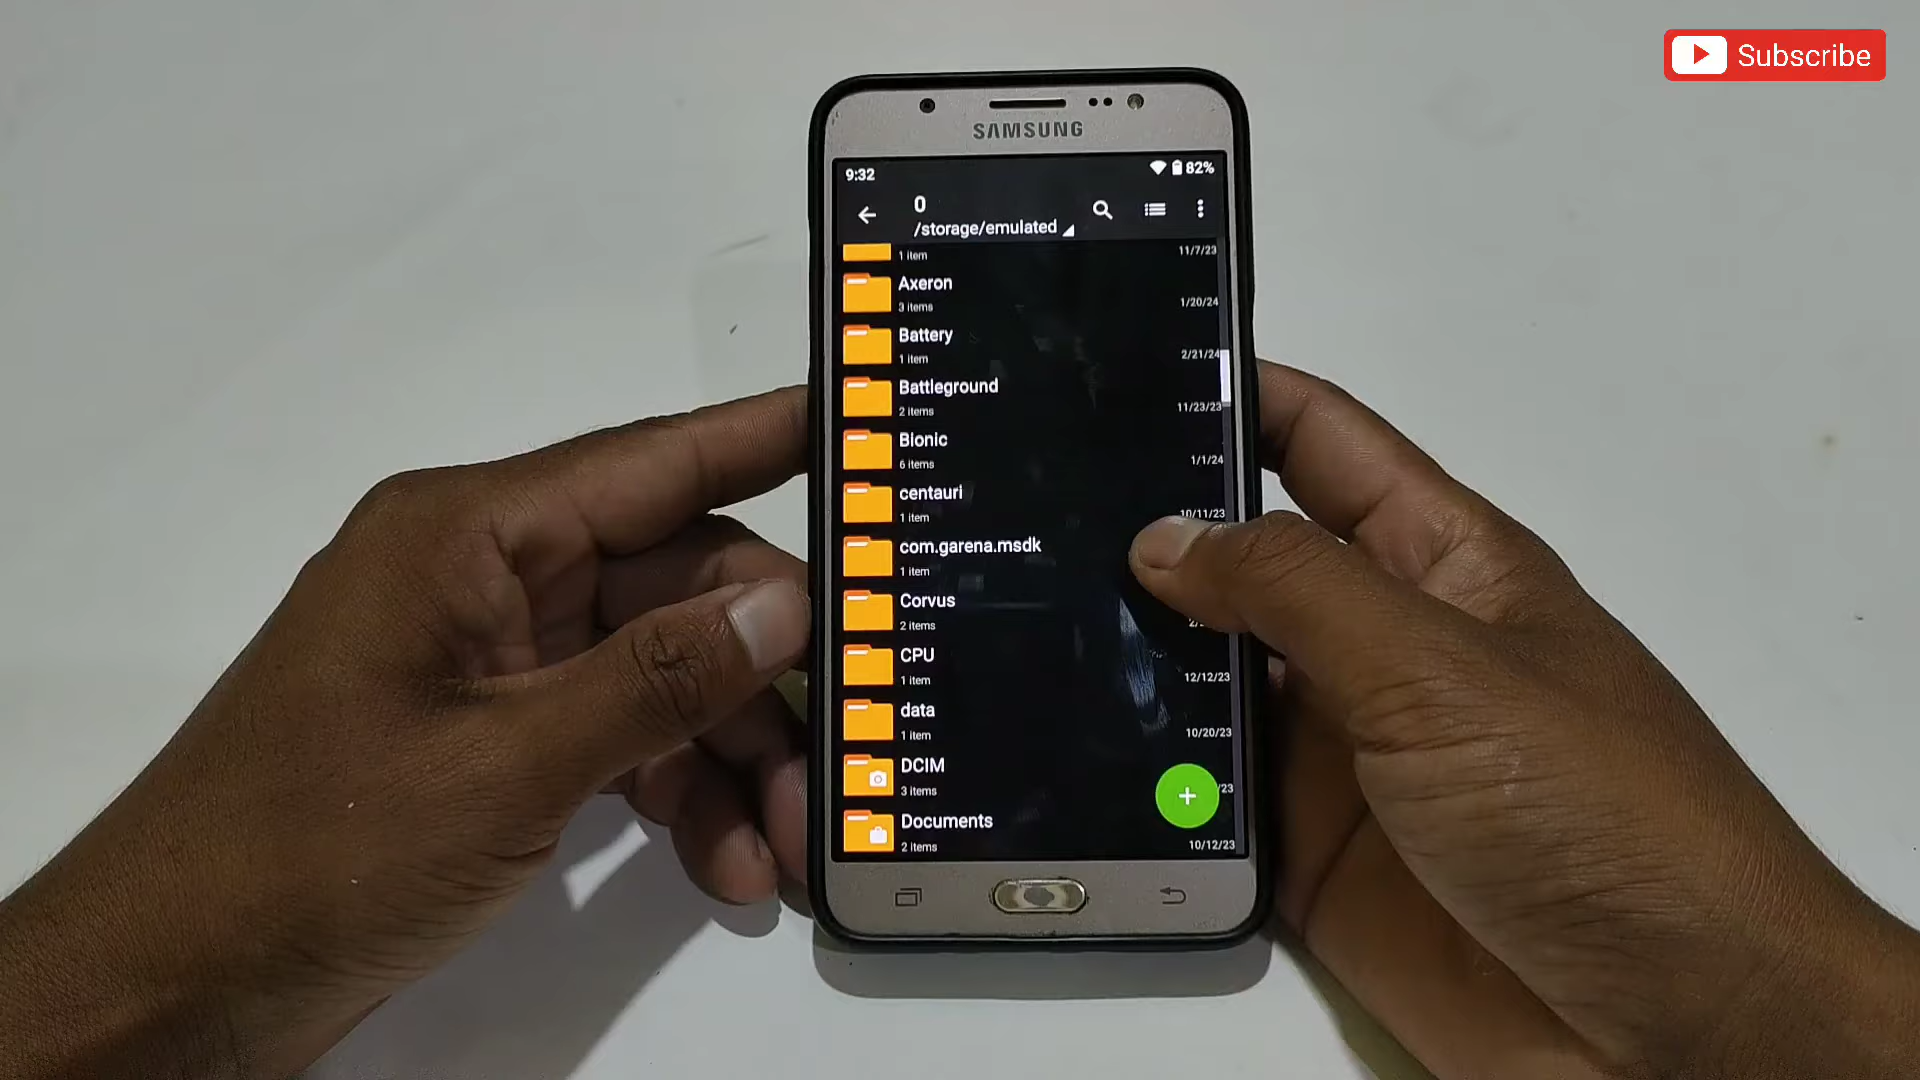 Subscribe
SAMSUNG
9:32
82%
0
/storage/emulated
1 item
11/7/23
Axeron
3 items
1/20/24
Battery
1 item
2/21/24
Battleground
2 items
11/23/23
Bionic
6 items
1/1/24
centauri
1 item
10/11/23
com.garena.msdk
1 item
Corvus
2 items
2/
CPU
1 item
12/12/23
data
1 item
10/20/23
DCIM
3 items
/23
Documents
2 items
10/12/23